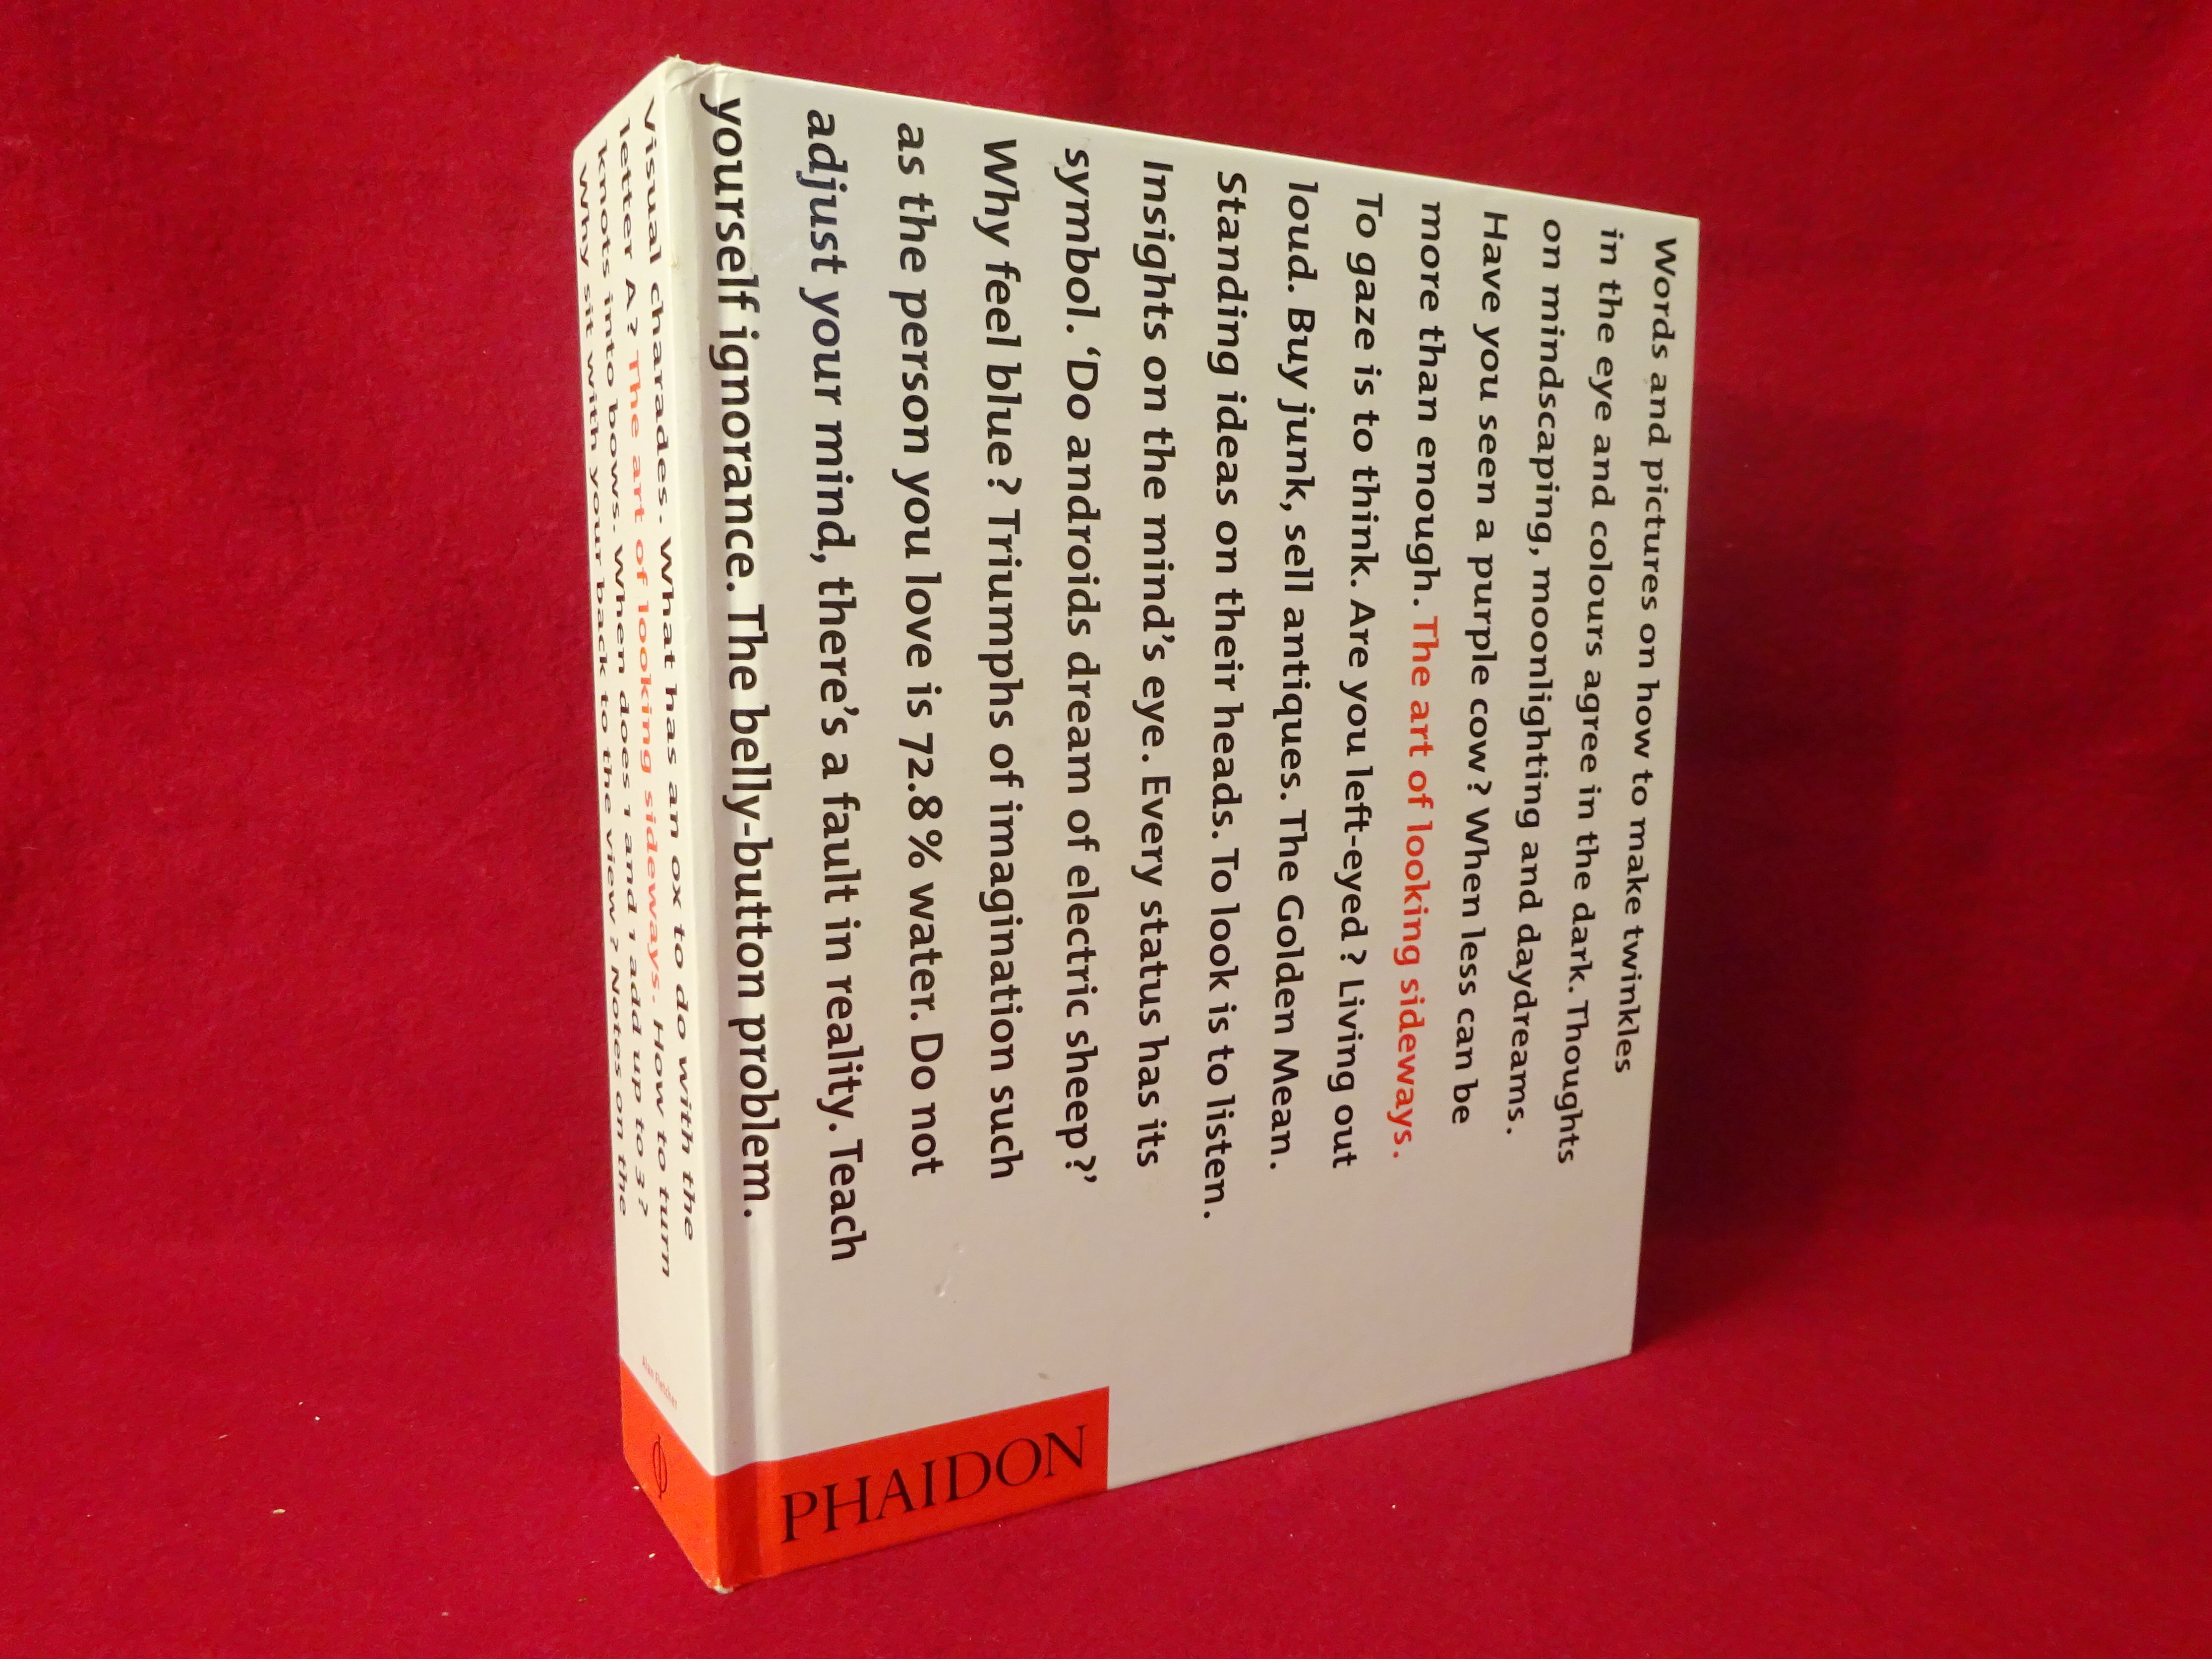 Words and pictures on how to make twinkles
in the eye and colours agree in the dark. Thoughts
on mindscaping, moonlighting and daydreams.
Have you seen a purple cow? When less can be
more than enough. The art of looking sideways.
To gaze is to think. Are you left-eyed? Living out
loud. Buy junk, sell antiques. The Golden Mean.
Standing ideas on their heads. To look is to listen.
Insights on the mind's eye. Every status has its
symbol. 'Do androids dream of electric sheep?'
Why feel blue? Triumphs of imagination such
as the person you love is 72.8% water. Do not
adjust your mind, there's a fault in reality. Teach
yourself ignorance. The belly-button problem.
PHAIDON
Visual charades. What has an ox to do with the
letter A? The art of looking sideways. How to turn
knots into bows. When does 1 and 1 add up to 3?
Why sit with your back to the view? Notes on the
Alan Fletcher